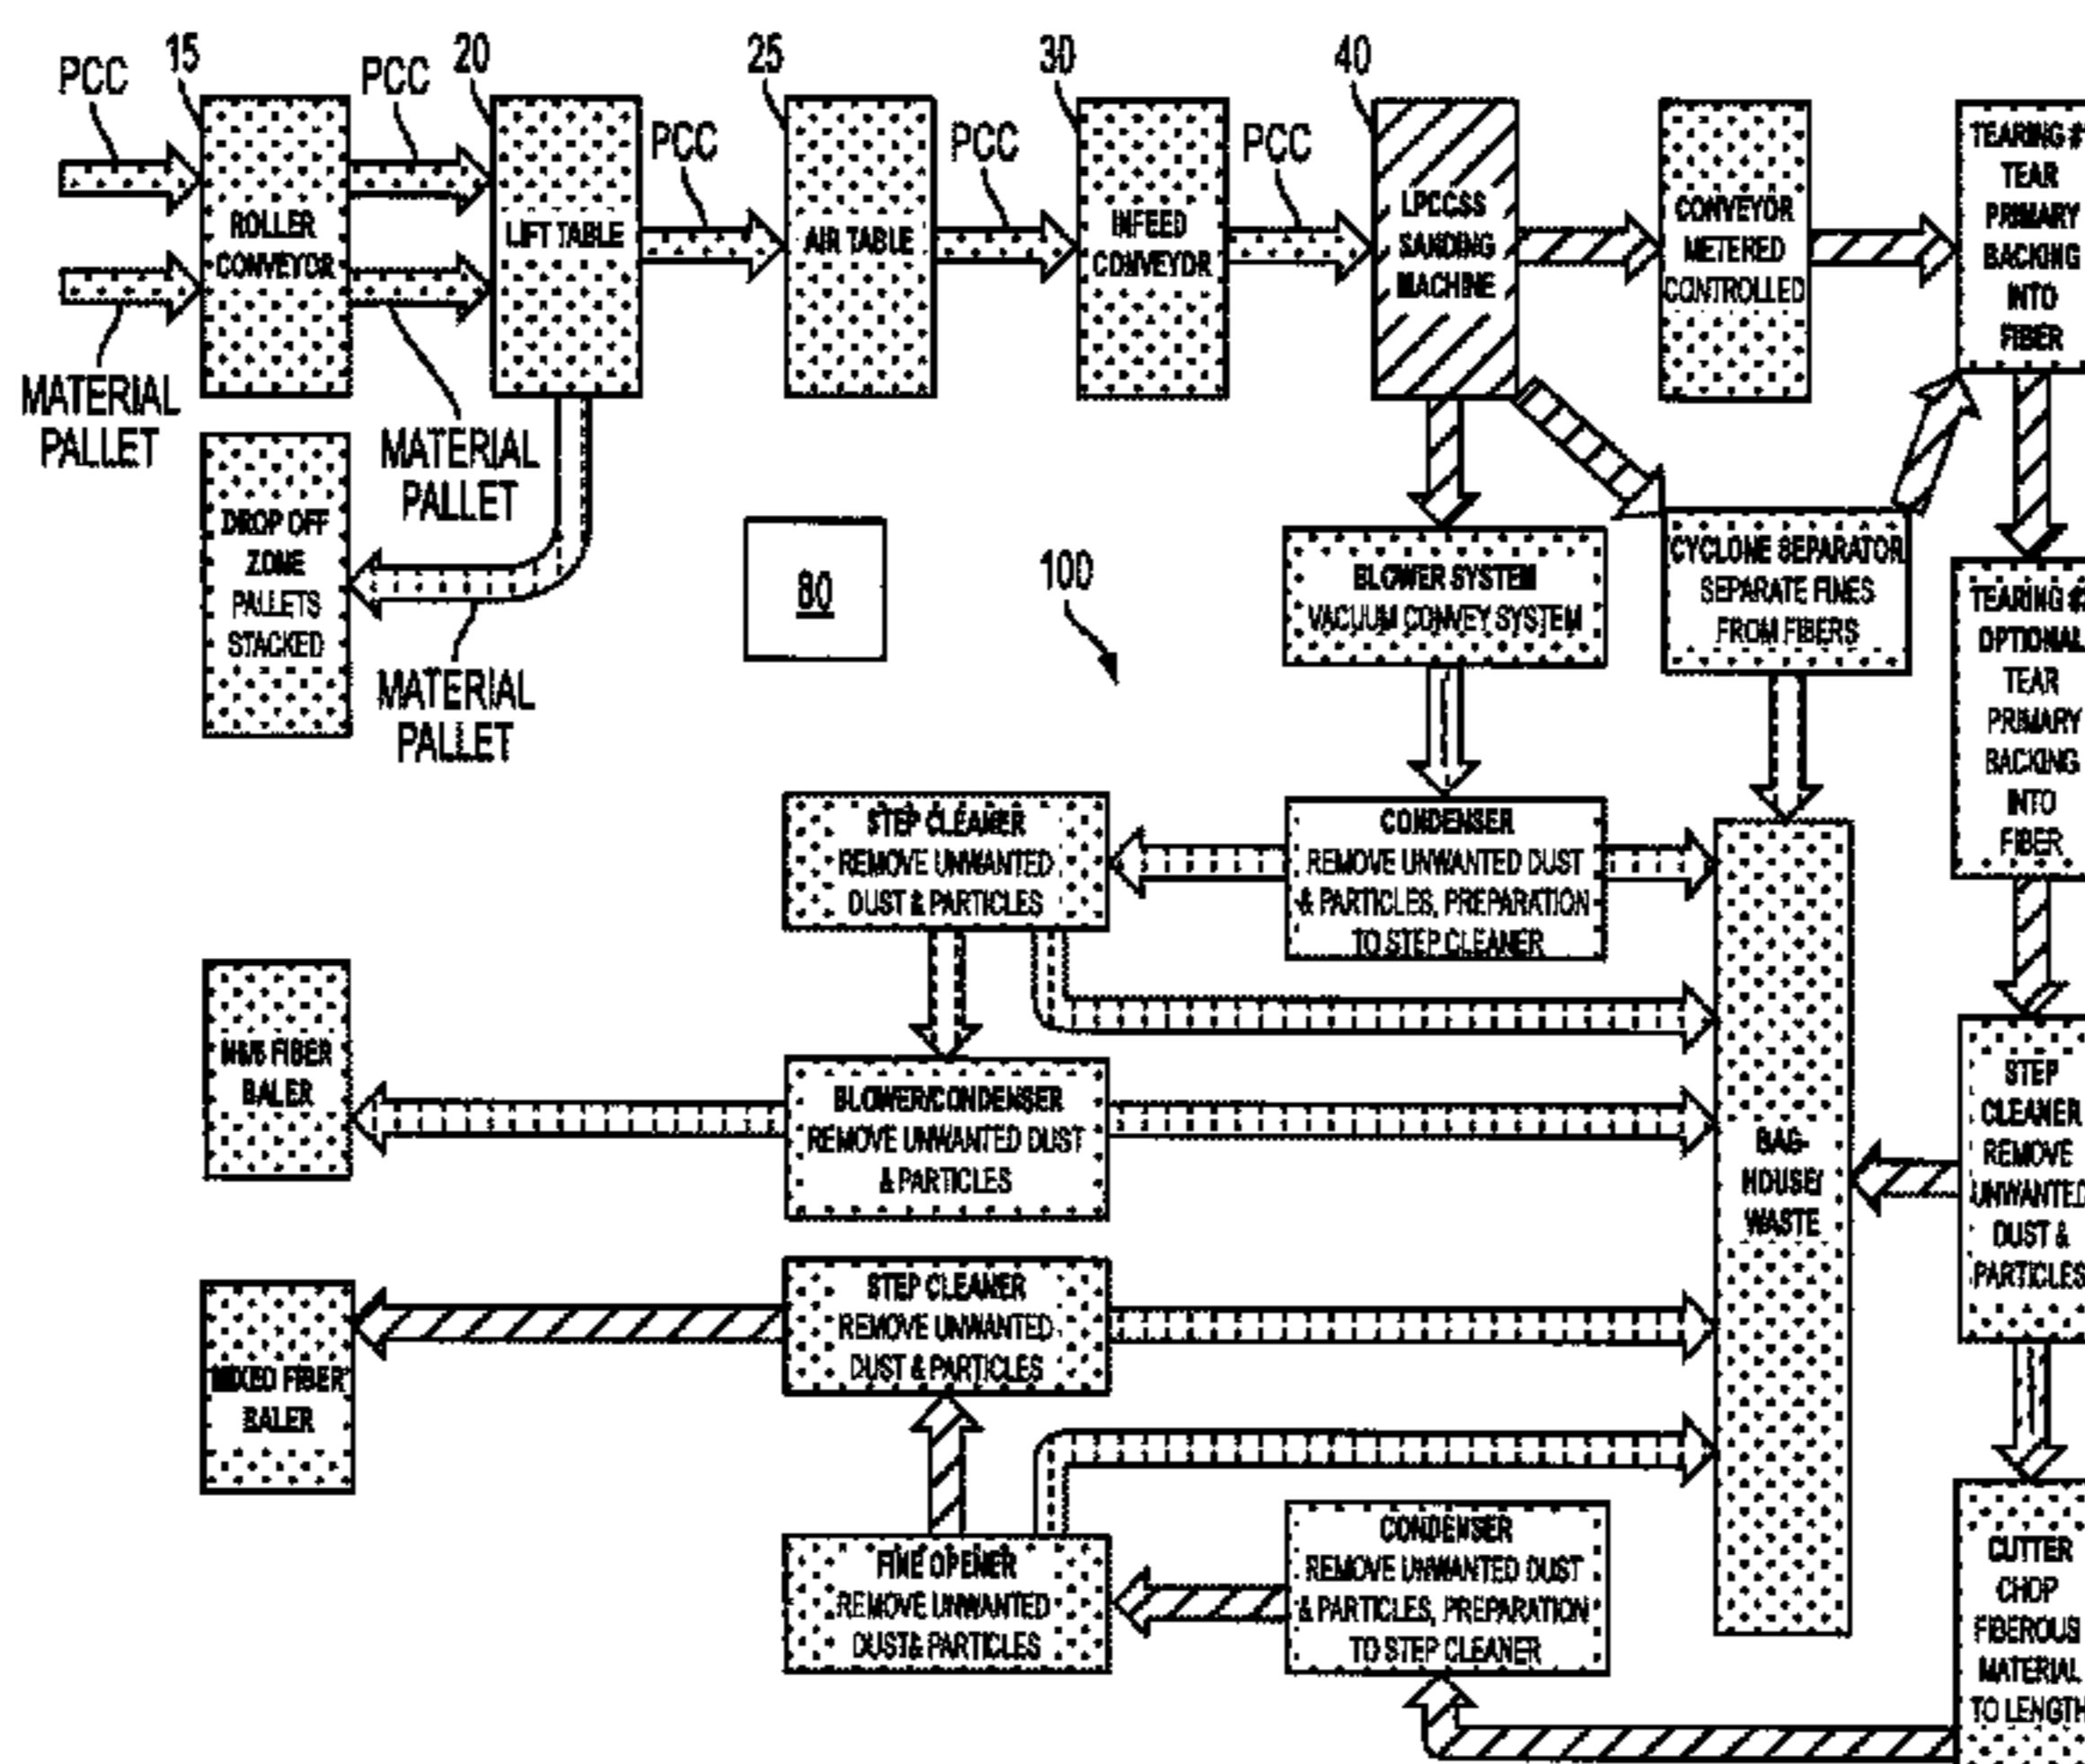 PCC 15 PCC 20 25 30 40
PCC PCC PCC
ROLLER
CONVEYOR
LIFT TABLE
AIR TABLE
INFEED
CONVEYOR
LPCCSS
SANDING
MACHINE
CONVEYOR
METERED
CONTROLLED
TEARING
TEAR
PRIMARY
BACKING
INTO
FIBER
MATERIAL
PALLET
MATERIAL
PALLET
DROP OFF
ZONE
PALLETS
STACKED
MATERIAL
PALLET
80
100
BLOWER SYSTEM
VACUUM CONVEY SYSTEM
CYCLONE SEPARATOR
SEPARATE FINES
FROM FIBERS
TEARING
OPTIONAL
TEAR
PRIMARY
BACKING
INTO
FIBER
STEP CLEANER
REMOVE UNWANTED
DUST & PARTICLES
CONDENSER
REMOVE UNWANTED DUST
& PARTICLES, PREPARATION
TO STEP CLEANER
FIBER
BALER
BLOWER/CONDENSER
REMOVE UNWANTED DUST
& PARTICLES
BAG-
HOUSE/
WASTE
STEP
CLEANER
REMOVE
UNWANTED
DUST &
PARTICLES
MIXED FIBER
BALER
STEP CLEANER
REMOVE UNWANTED
DUST & PARTICLES
FINE OPENER
REMOVE UNWANTED
DUST& PARTICLES
CONDENSER
REMOVE UNWANTED DUST
& PARTICLES, PREPARATION
TO STEP CLEANER
CUTTER
CHOP
FIBEROUS
MATERIAL
TO LENGTH